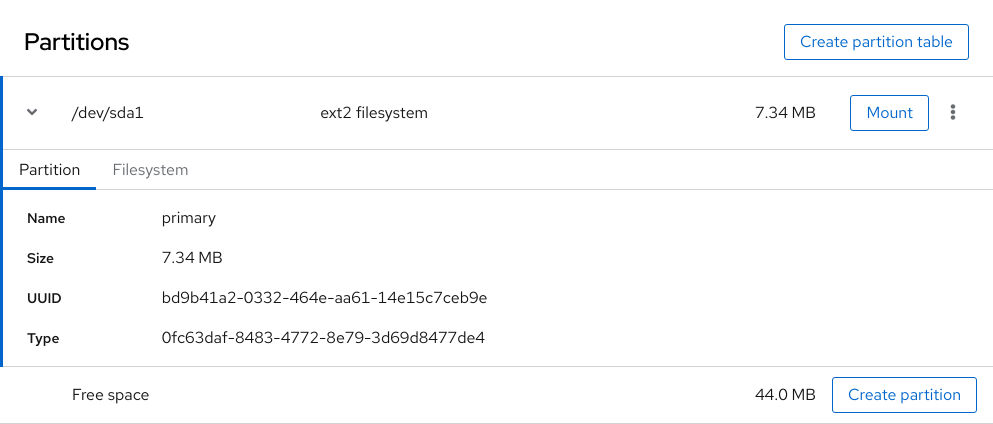 Partitions
Create partition table
/dev/sda1 ext2 filesystem 7.34 MB Mount
Partition Filesystem
Name primary
Size 7.34 MB
UUID bd9b41a2-0332-464e-aa61-14e15c7ceb9e
Type 0fc63daf-8483-4772-8e79-3d69d8477de4
Free space 44.0 MB Create partition